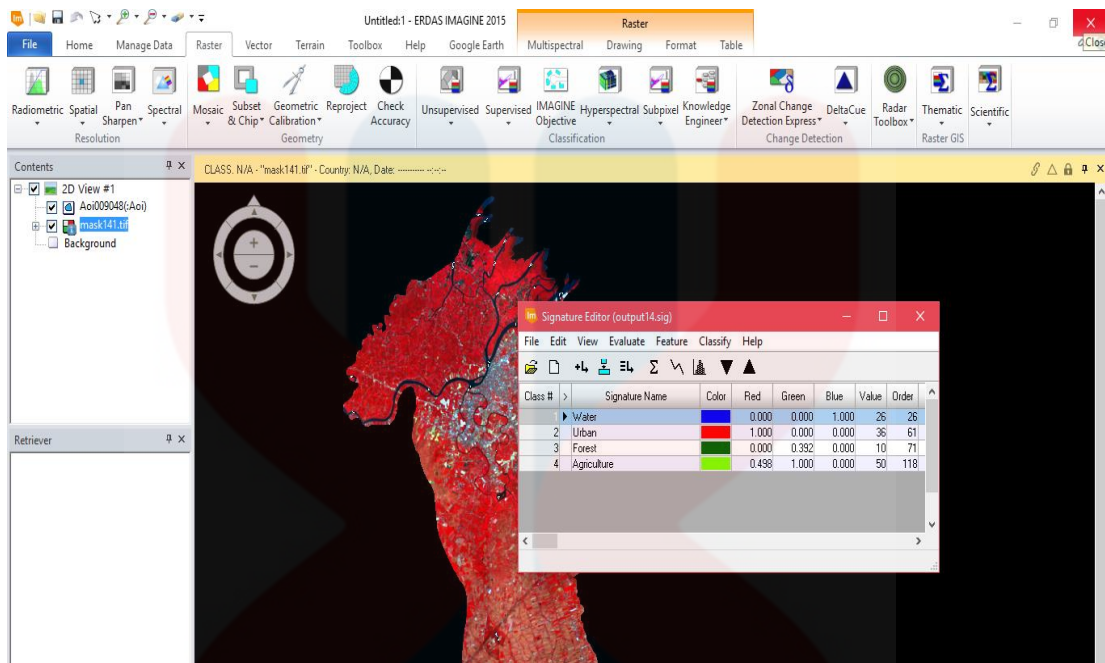 Untitled:1 - ERDAS IMAGINE 2015
Raster
File Home Manage Data Raster Vector Terrain Toolbox Help Google Earth Multispectral Drawing Format Table
Close
Radiometric Spatial Pan Sharpen Spectral Mosaic Subset & Chip Geometric Calibration Reproject Check Accuracy Unsupervised Supervised IMAGINE Objective Hyperspectral Subpixel Knowledge Engineer Zonal Change Detection Express DeltaCue Radar Toolbox Thematic Scientific
Resolution Geometry Classification Change Detection Raster GIS
Contents
CLASS. N/A - "mask141.tif" - Country: N/A, Date: ----------- --:--:--
2D View #1
Aoi009048(:Aoi)
mask141.tif
Background
Signature Editor (output14.sig)
File Edit View Evaluate Feature Classify Help
Class # > Signature Name Color Red Green Blue Value Order
1 Water 0.000 0.000 1.000 26 26
2 Urban 1.000 0.000 0.000 36 61
3 Forest 0.000 0.392 0.000 10 71
4 Agriculture 0.498 1.000 0.000 50 118
Retriever